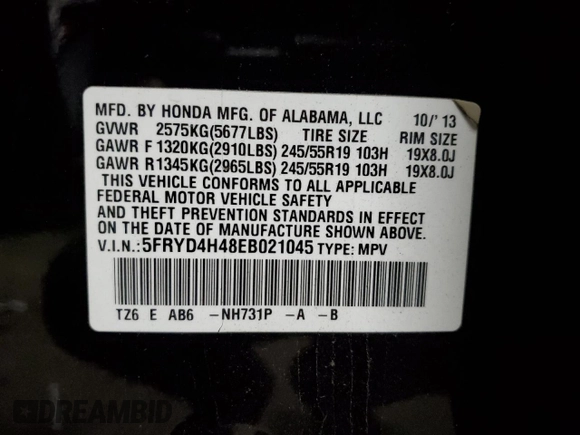 MFD. BY HONDA MFG. OF ALABAMA, LLC 10/'13
GVWR 2575KG(5677LBS) TIRE SIZE RIM SIZE
GAWR F 1320KG(2910LBS) 245/55R19 103H 19X8.0J
GAWR R1345KG(2965LBS) 245/55R19 103H 19X8.0J
THIS VEHICLE CONFORMS TO ALL APPLICABLE
FEDERAL MOTOR VEHICLE SAFETY
AND THEFT PREVENTION STANDARDS IN EFFECT
ON THE DATE OF MANUFACTURE SHOWN ABOVE.
V.I.N.: 5FRYD4H48EB021045 TYPE: MPV
TZ6 E AB6 -NH731P -A -B
DREAMBID